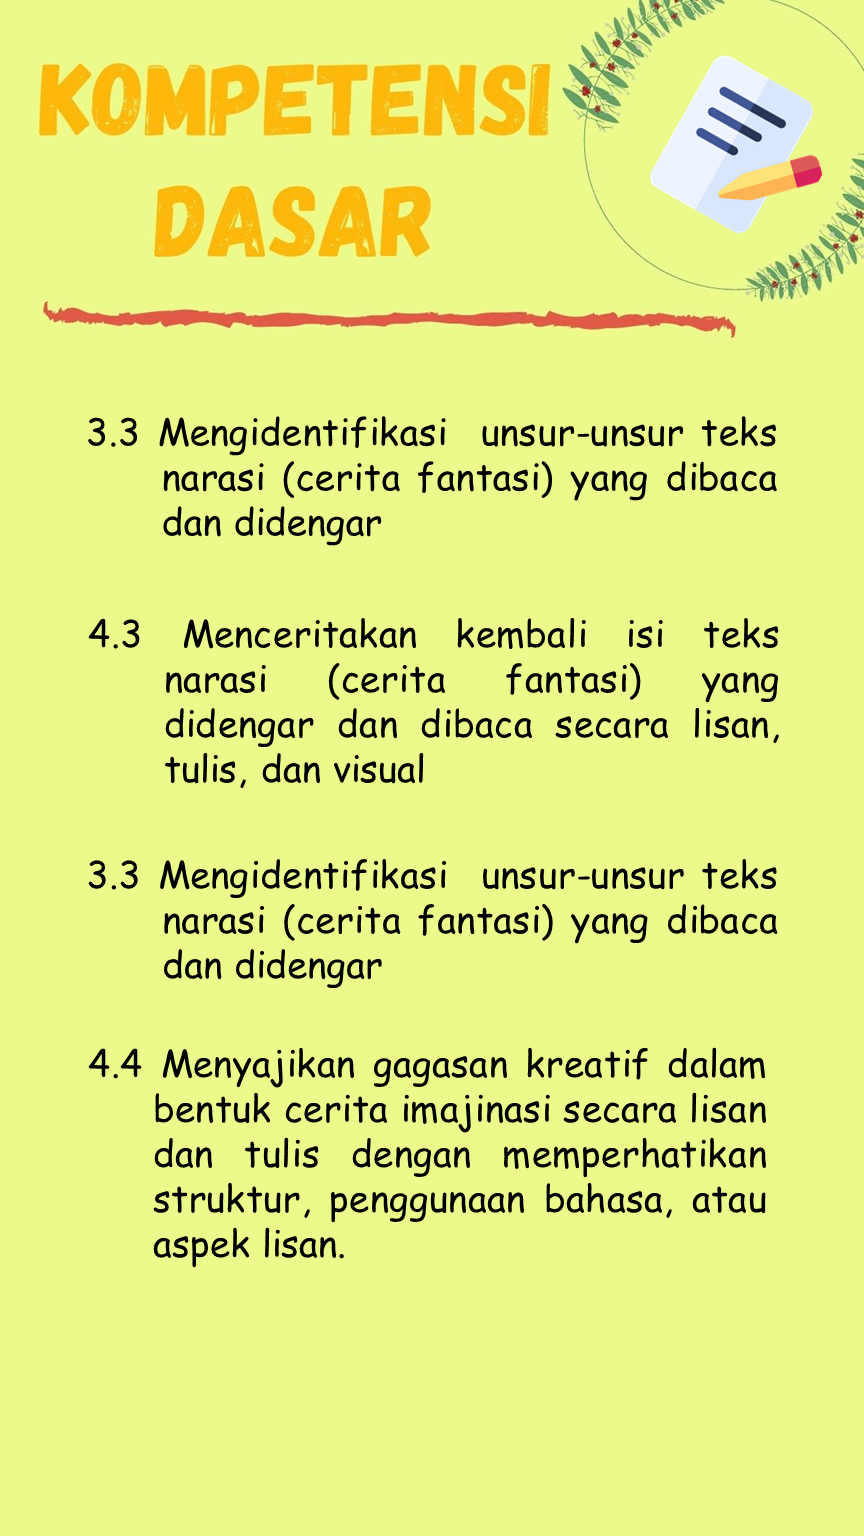 KOMPETENSI
DASAR
3.3 Mengidentifikasi unsur-unsur teks
narasi (cerita fantasi) yang dibaca
dan didengar
4.3 Menceritakan kembali isi teks
narasi (cerita fantasi) yang
didengar dan dibaca secara lisan,
tulis, dan visual
3.3 Mengidentifikasi unsur-unsur teks
narasi (cerita fantasi) yang dibaca
dan didengar
4.4 Menyajikan gagasan kreatif dalam
bentuk cerita imajinasi secara lisan
dan tulis dengan memperhatikan
struktur, penggunaan bahasa, atau
aspek lisan.